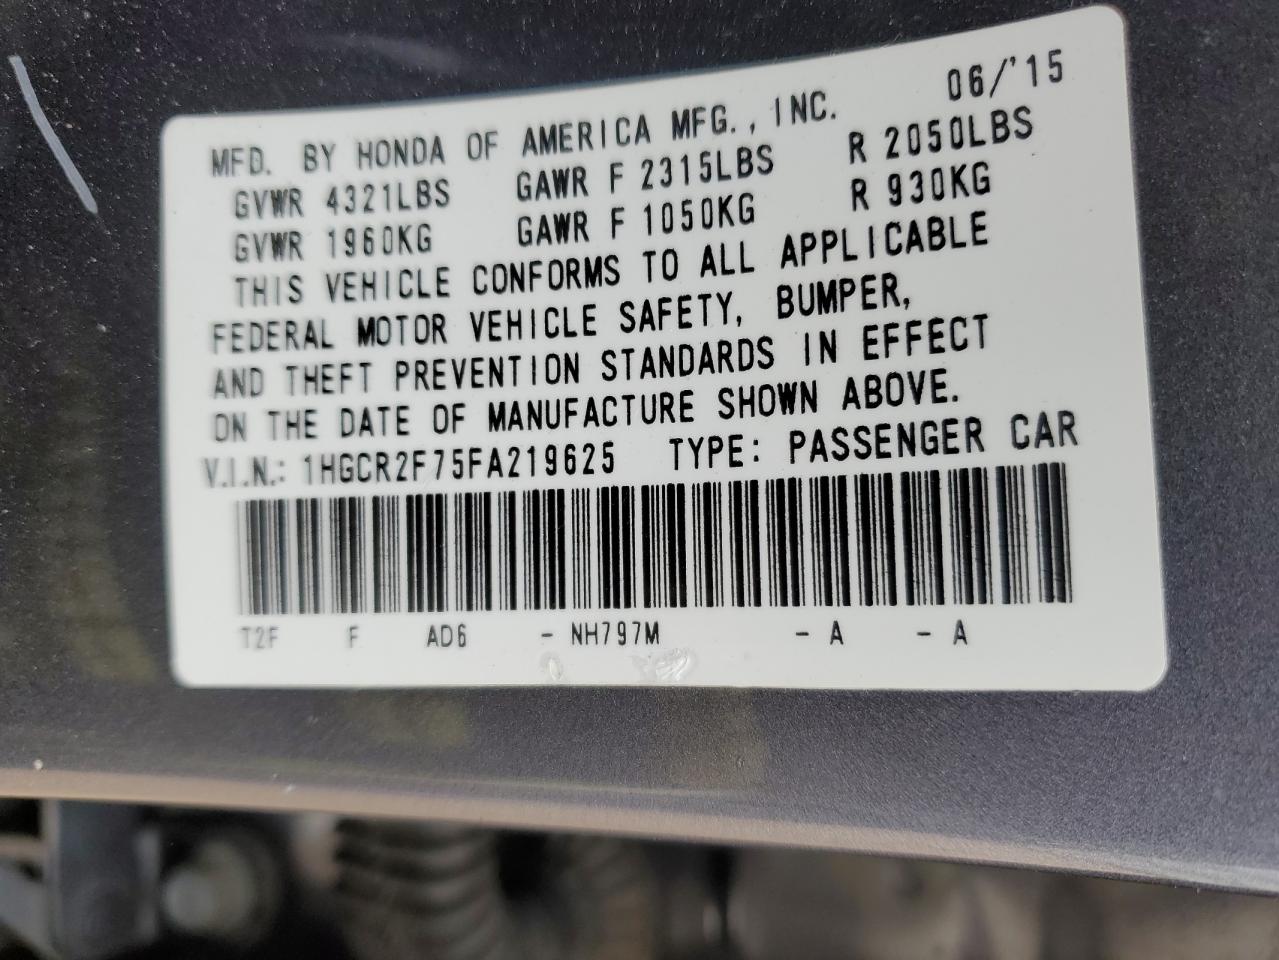 06/'15
MFD. BY HONDA OF AMERICA MFG., INC.
GVWR 4321LBS GAWR F 2315LBS R 2050LBS
GVWR 1960KG GAWR F 1050KG R 930KG
THIS VEHICLE CONFORMS TO ALL APPLICABLE
FEDERAL MOTOR VEHICLE SAFETY, BUMPER,
AND THEFT PREVENTION STANDARDS IN EFFECT
ON THE DATE OF MANUFACTURE SHOWN ABOVE.
V.I.N.: 1HGCR2F75FA219625 TYPE: PASSENGER CAR
T2F F AD6 - NH797M - A - A